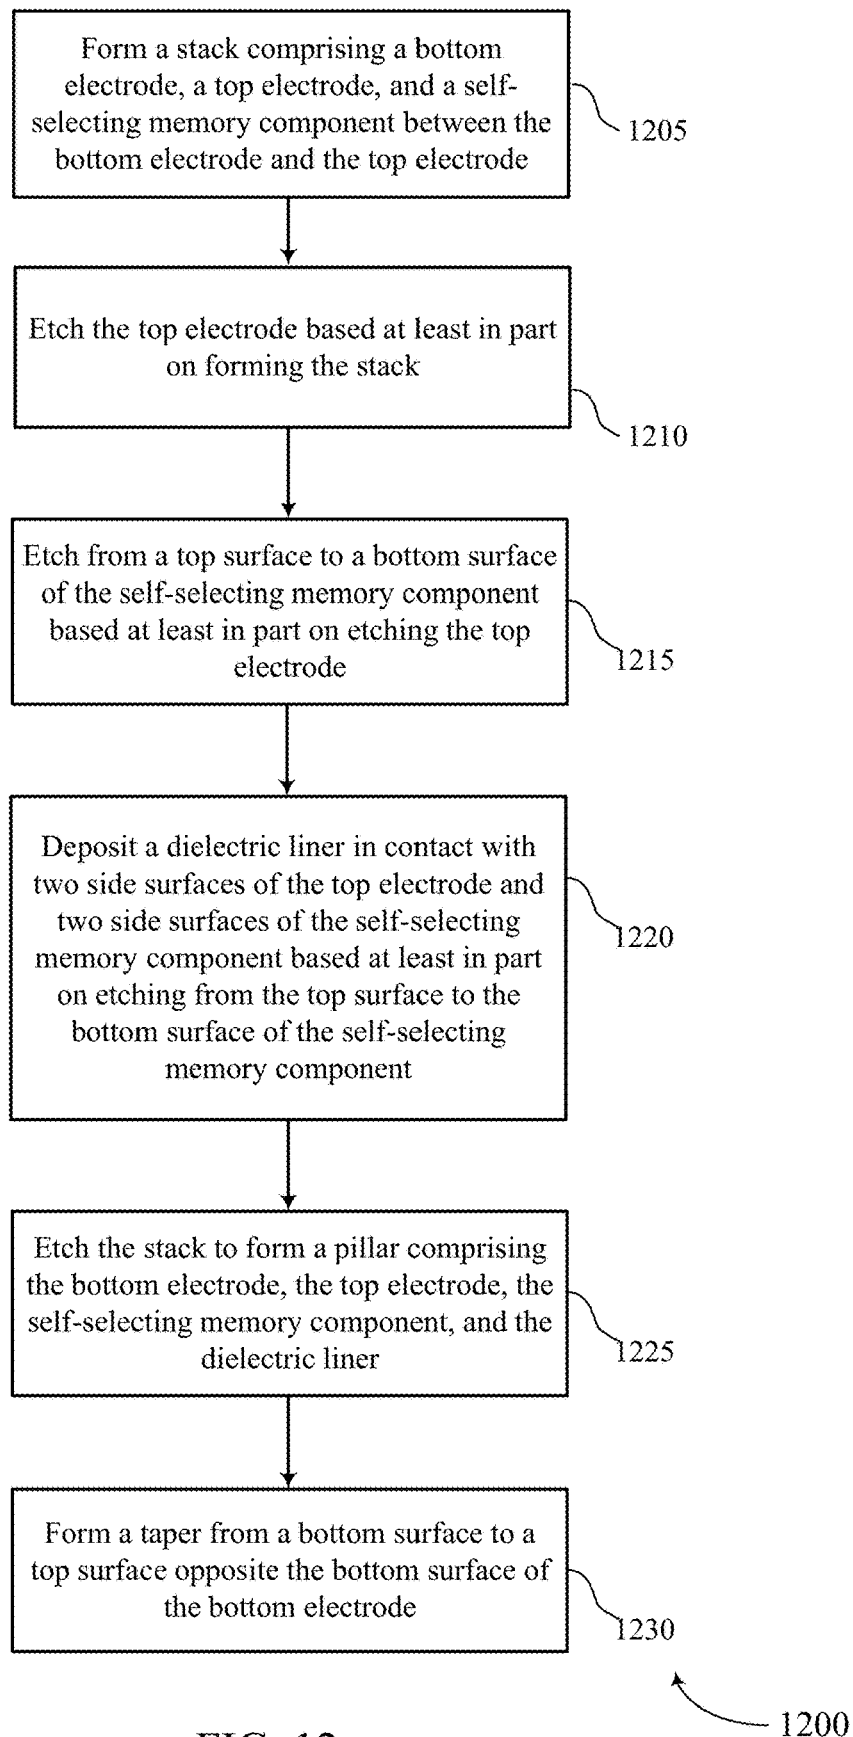 Form a stack comprising a bottom
electrode, a top electrode, and a self-
selecting memory component between the
bottom electrode and the top electrode
1205
Etch the top electrode based at least in part
on forming the stack
1210
Etch from a top surface to a bottom surface
of the self-selecting memory component
based at least in part on etching the top
electrode
1215
Deposit a dielectric liner in contact with
two side surfaces of the top electrode and
two side surfaces of the self-selecting
memory component based at least in part
on etching from the top surface to the
bottom surface of the self-selecting
memory component
1220
Etch the stack to form a pillar comprising
the bottom electrode, the top electrode, the
self-selecting memory component, and the
dielectric liner
1225
Form a taper from a bottom surface to a
top surface opposite the bottom surface of
the bottom electrode
1230
1200